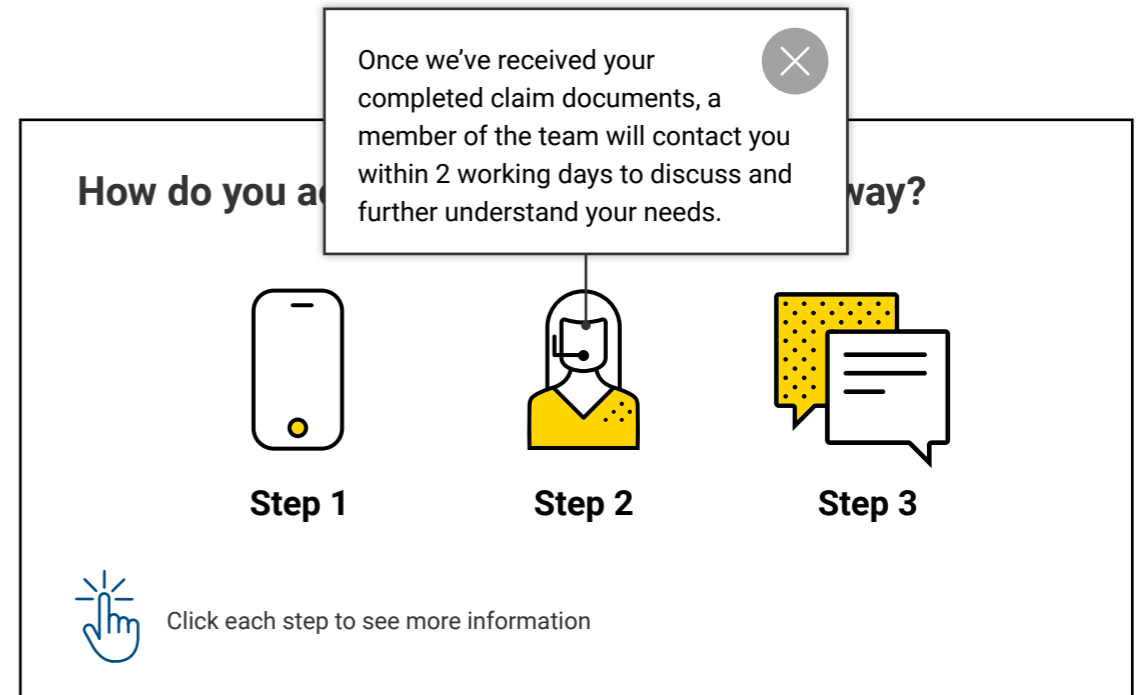 Once we've received your
completed claim documents, a
member of the team will contact you
within 2 working days to discuss and
further understand your needs.
How do you way?
Step 1 Step 2 Step 3
Click each step to see more information